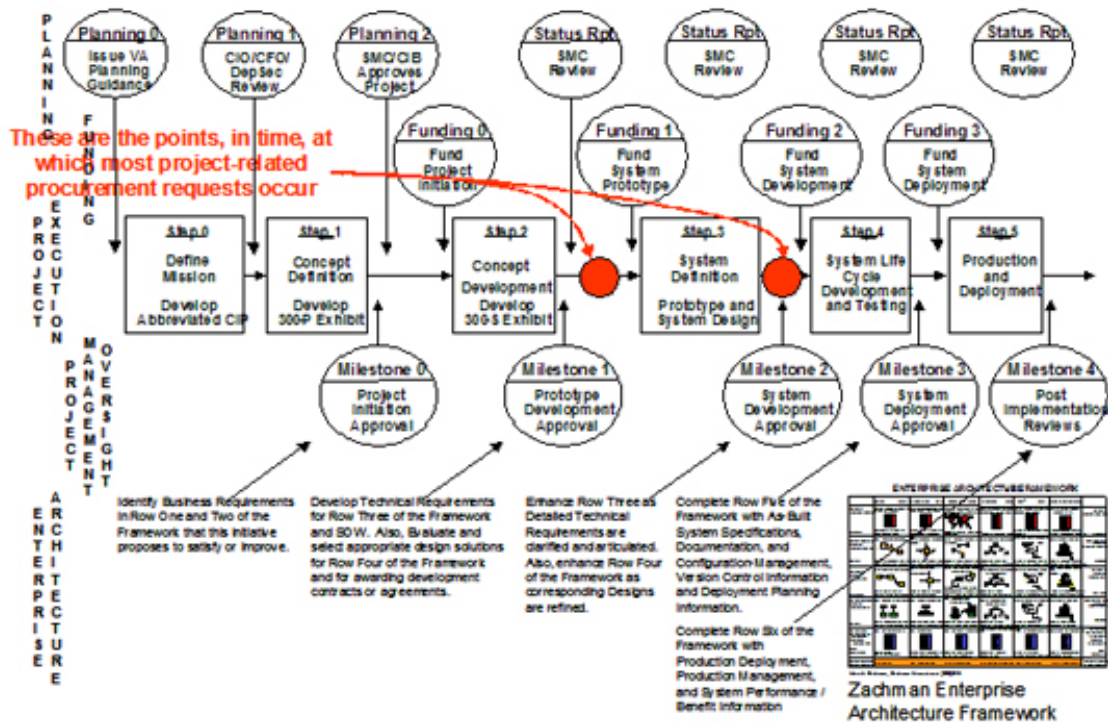 PLANNING
FUNDING
PROJECT
EXECUTION
PROJECT
MANAGEMENT
OVERSIGHT
ENTERPRISE
ARCHITECTURE
Planning 0
Issue VA
Planning
Guidance
Planning 1
CIO/CFO/
DepSec
Review
Planning 2
SMC/CIB
Approves
Project
Status Rpt
SMC
Review
Status Rpt
SMC
Review
Status Rpt
SMC
Review
Status Rpt
SMC
Review
These are the points, in time, at
which most project-related
procurement requests occur
Funding 0
Fund
Project
Initiation
Funding 1
Fund
System
Prototype
Funding 2
Fund
System
Development
Funding 3
Fund
System
Deployment
Step 0
Define
Mission
Develop
Abbreviated CIP
Step 1
Concept
Definition
Develop
300-P Exhibit
Step 2
Concept
Development
Develop
300-S Exhibit
Step 3
System
Definition
Prototype and
System Design
Step 4
System Life
Cycle
Development
and Testing
Step 5
Production
and
Deployment
Milestone 0
Project
Initiation
Approval
Milestone 1
Prototype
Development
Approval
Milestone 2
System
Development
Approval
Milestone 3
System
Deployment
Approval
Milestone 4
Post
Implementation
Reviews
Identify Business Requirements
in Row One and Two of the
Framework that this initiative
proposes to satisfy or improve.
Develop Technical Requirements
for Row Three of the Framework
and SOW. Also, Evaluate and
select appropriate design solutions
for Row Four of the Framework
and for awarding development
contracts or agreements.
Enhance Row Three as
Detailed Technical
Requirements are
clarified and articulated.
Also, enhance Row Four
of the Framework as
corresponding Designs
are refined.
Complete Row Five of the
Framework with As-Built
System Specifications,
Documentation, and
Configuration-Management,
Version Control Information
and Deployment Planning
Information.
Complete Row Six of the
Framework with
Production Deployment,
Production Management,
and System Performance /
Benefit Information
ENTERPRISE ARCHITECTURE FRAMEWORK
Zachman Enterprise
Architecture Framework